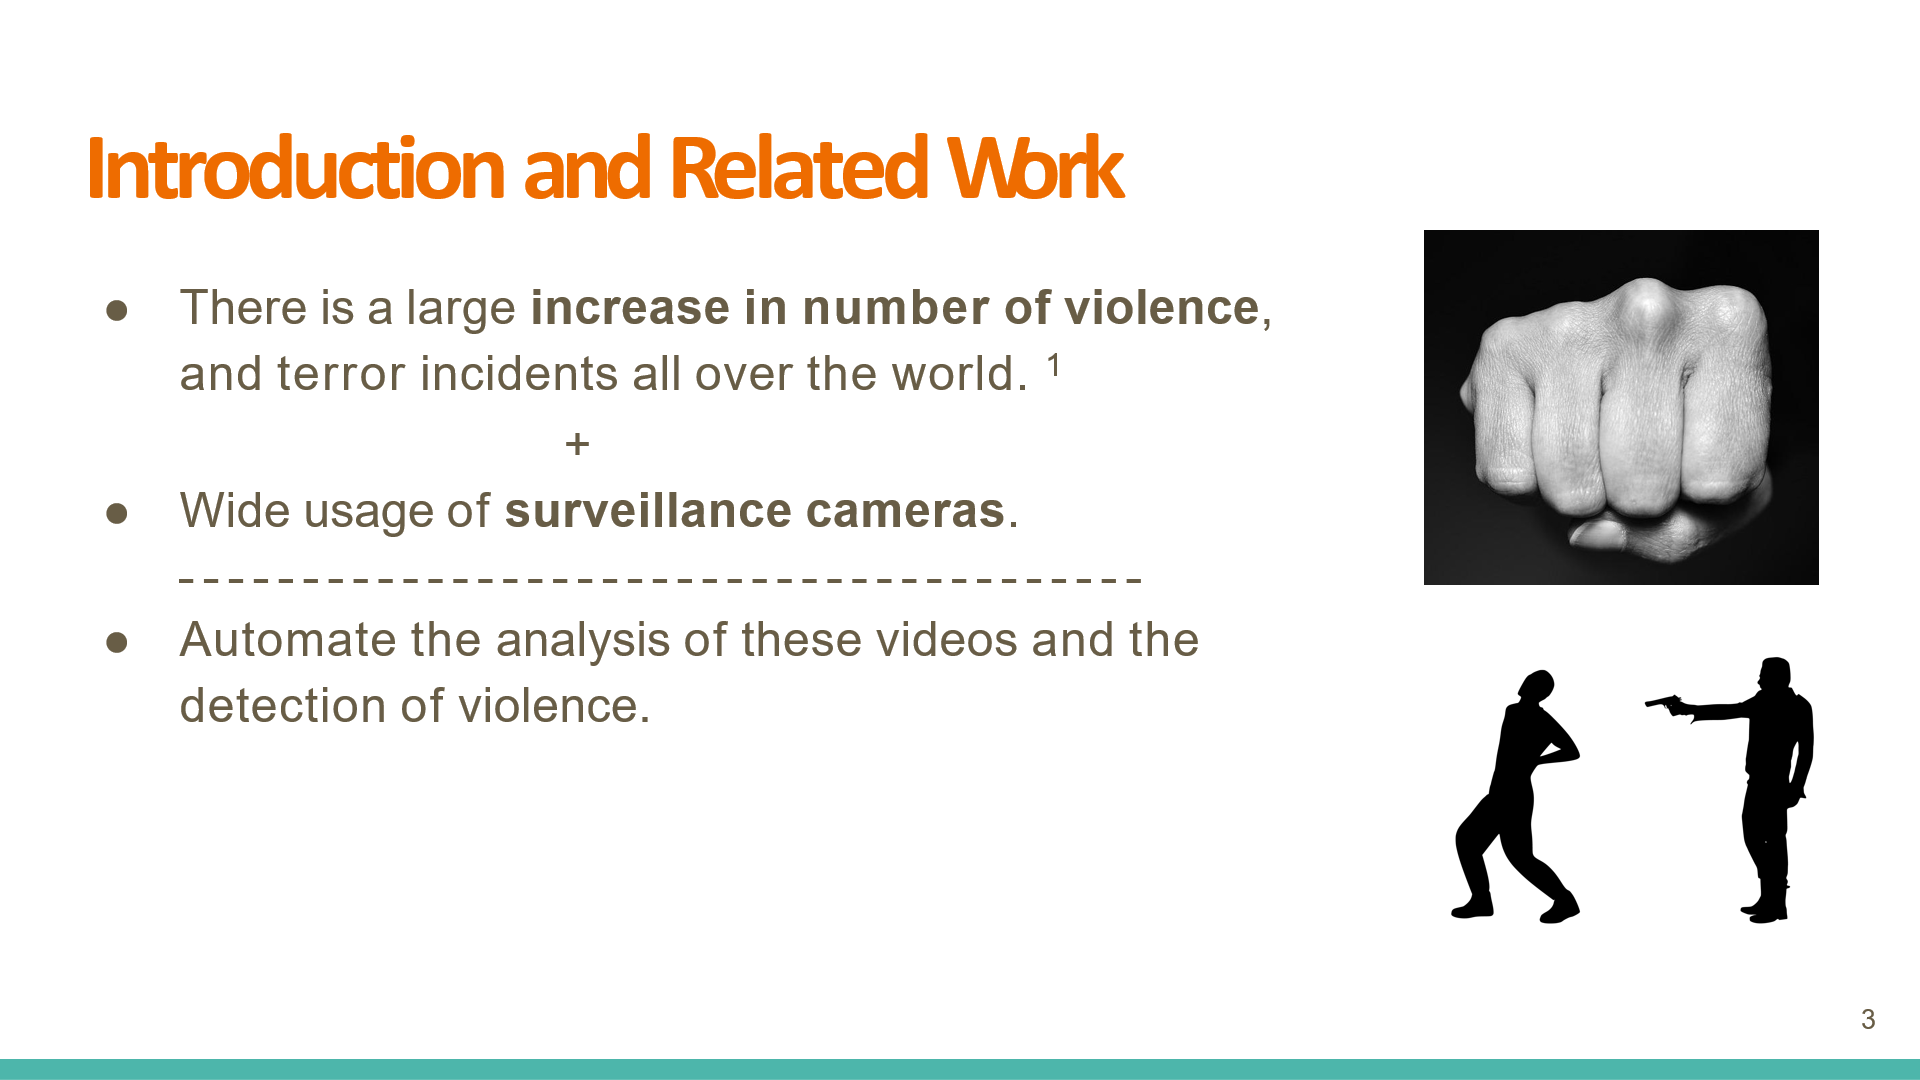 Introduction and Related Work
● There is a large increase in number of violence,
and terror incidents all over the world. 1
+
● Wide usage of surveillance cameras.
- - - - - - - - - - - - - - - - - - - - - - - - - - - - - - - - - - - - - - -
● Automate the analysis of these videos and the
detection of violence.
3